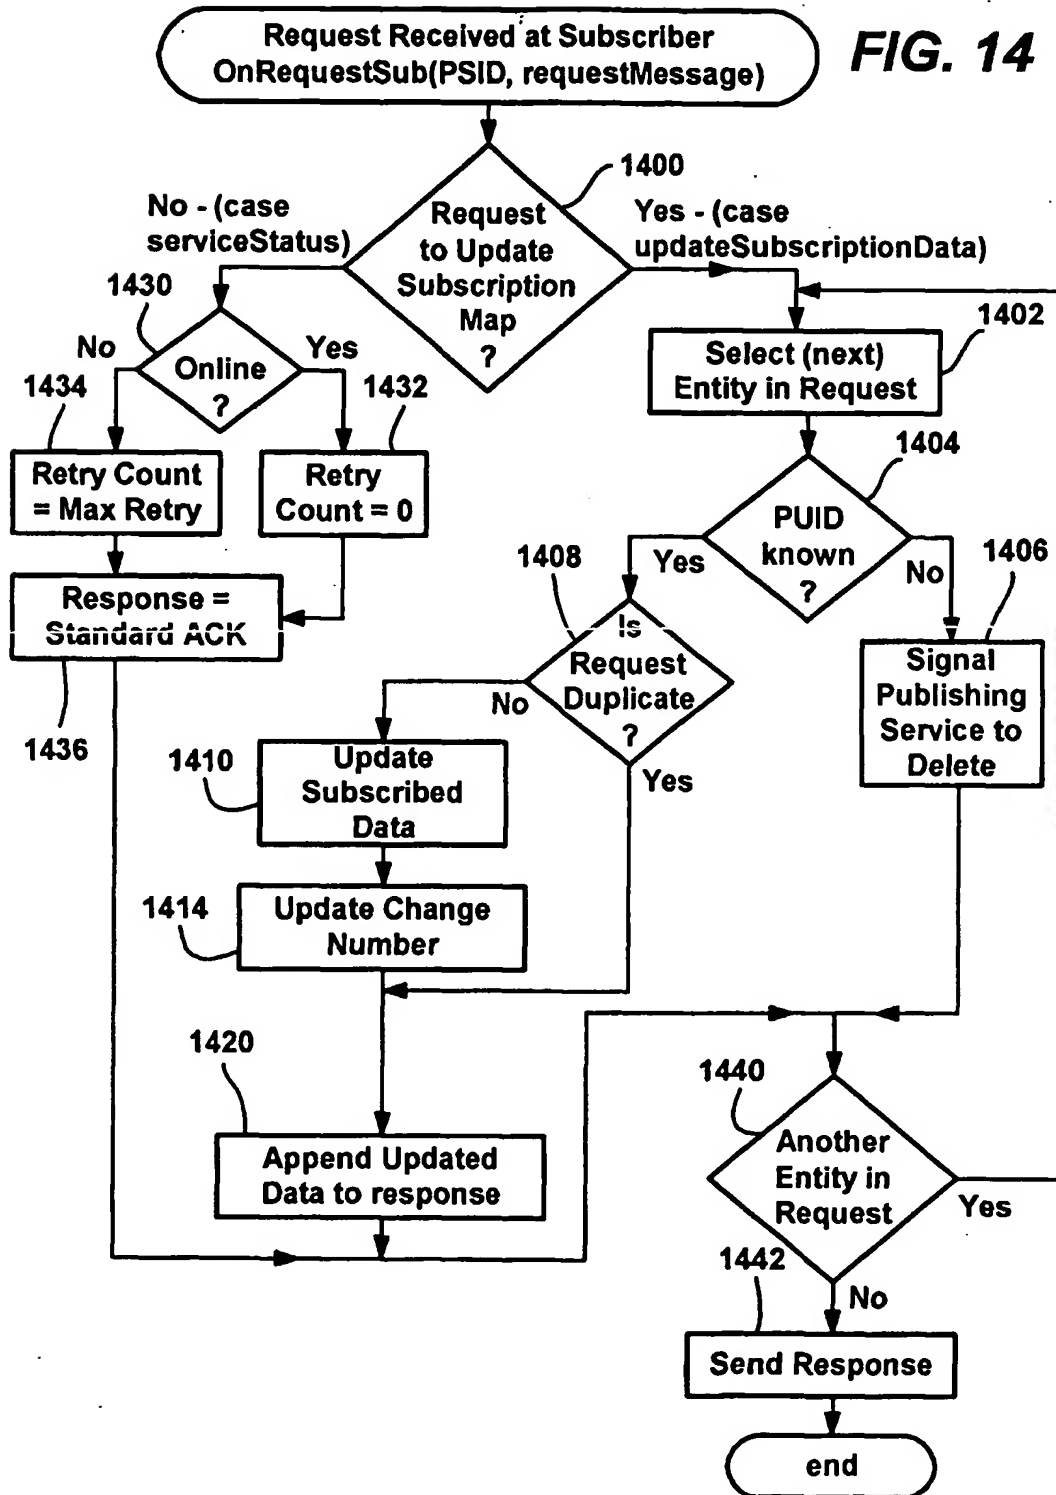 Request Received at Subscriber
OnRequestSub(PSID, requestMessage)
FIG. 14
1400
No - (case
serviceStatus)
Request
to Update
Subscription
Map
?
Yes - (case
updateSubscriptionData)
1430
No
Online
?
Yes
1402
Select (next)
Entity in Request
1434
1432
Retry Count
= Max Retry
Retry
Count = 0
1404
PUID
known
?
Yes
No
1408
1406
Response =
Standard ACK
1436
Is
Request
Duplicate
?
No
Yes
Signal
Publishing
Service to
Delete
1410
Update
Subscribed
Data
1414
Update Change
Number
1420
Append Updated
Data to response
1440
Another
Entity in
Request
Yes
No
1442
Send Response
end